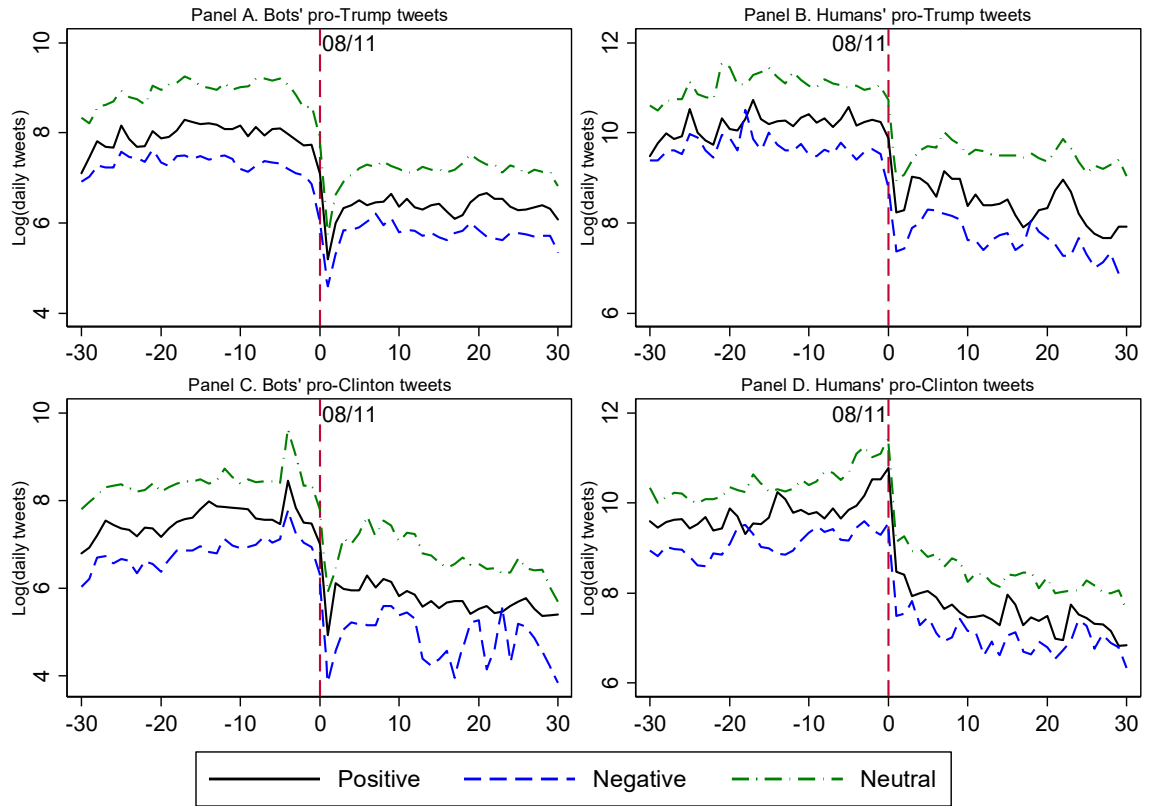 Panel A. Bots' pro-Trump tweets
Log(daily tweets)
10
8
6
4
08/11
-30 -20 -10 0 10 20 30
Panel B. Humans' pro-Trump tweets
Log(daily tweets)
12
10
8
6
08/11
-30 -20 -10 0 10 20 30
Panel C. Bots' pro-Clinton tweets
Log(daily tweets)
10
8
6
4
08/11
-30 -20 -10 0 10 20 30
Panel D. Humans' pro-Clinton tweets
Log(daily tweets)
12
10
8
6
08/11
-30 -20 -10 0 10 20 30
Positive Negative Neutral